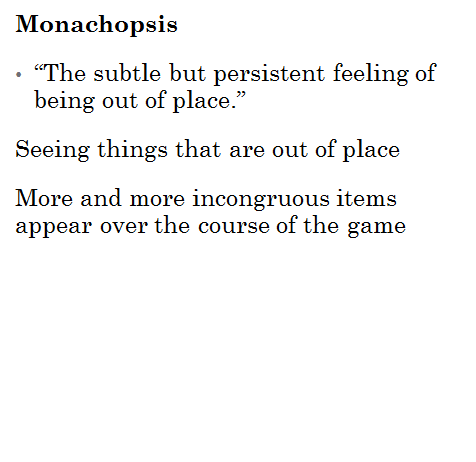 Monachopsis
• “The subtle but persistent feeling of
being out of place.”
Seeing things that are out of place
More and more incongruous items
appear over the course of the game